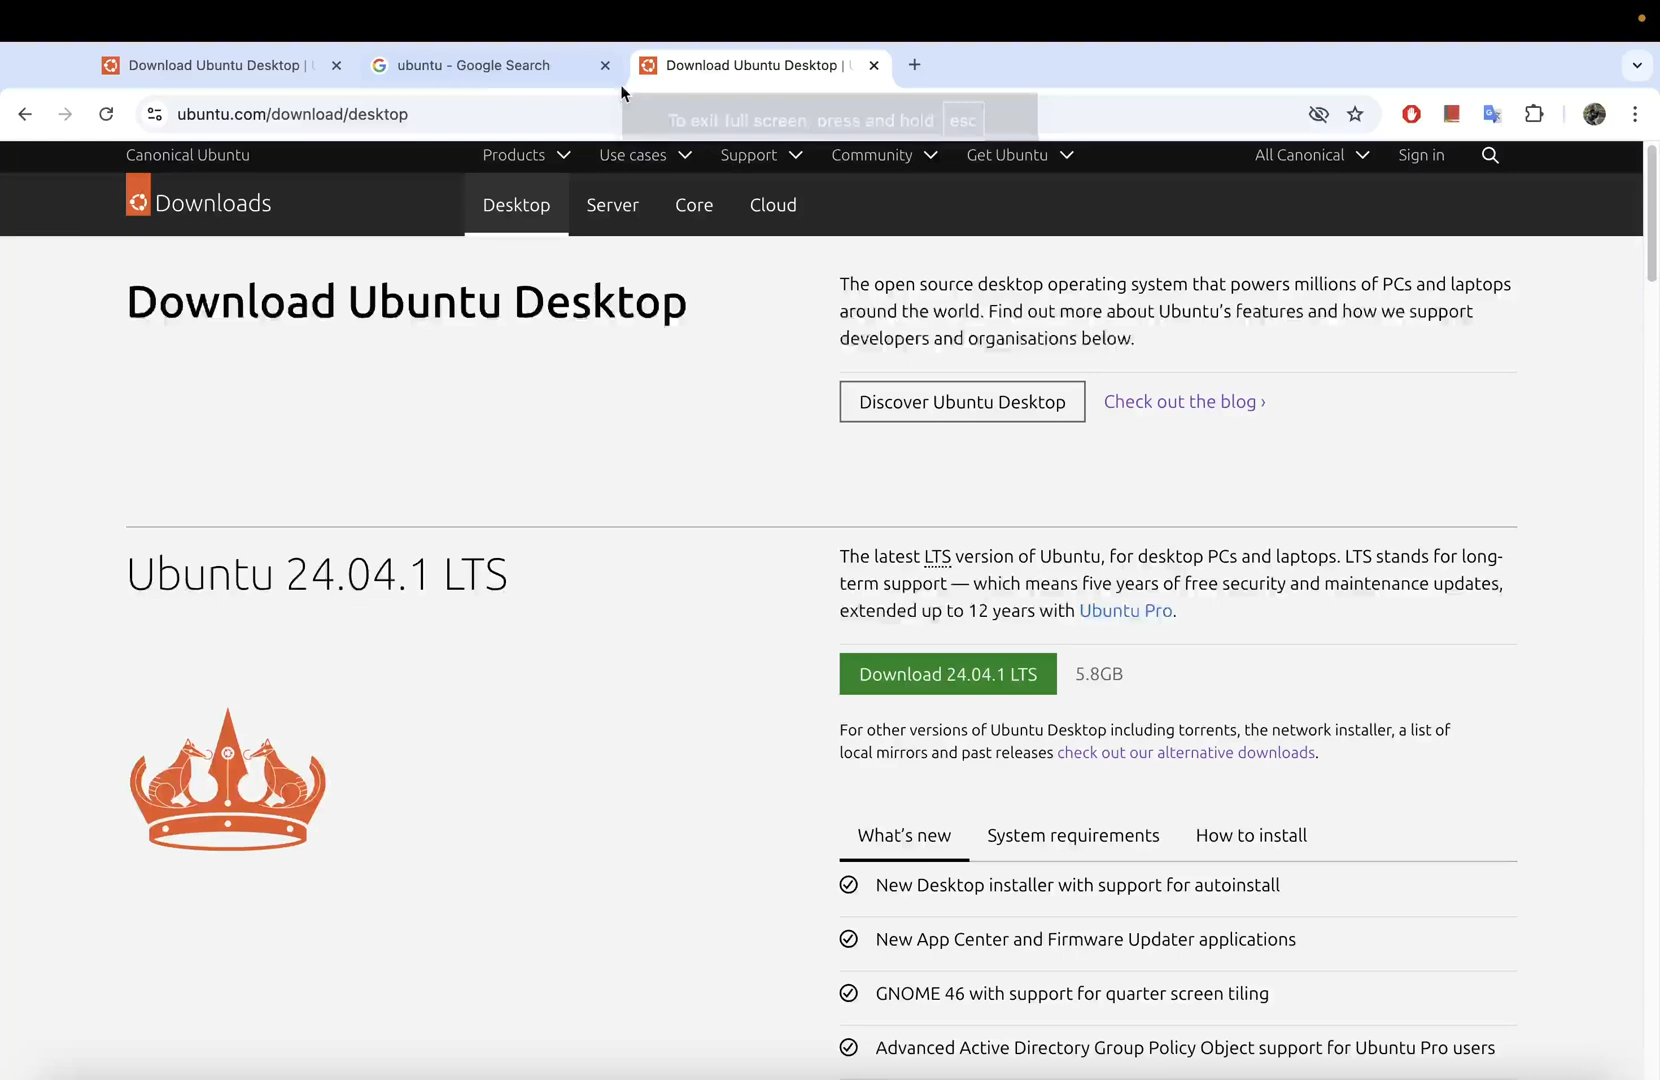 Download Ubuntu Desktop |
ubuntu - Google Search
Download Ubuntu Desktop |
ubuntu.com/download/desktop
To exit full screen, press and hold esc
Canonical Ubuntu
Products
Use cases
Support
Community
Get Ubuntu
All Canonical
Sign in
Downloads
Desktop
Server
Core
Cloud
Download Ubuntu Desktop
The open source desktop operating system that powers millions of PCs and laptops
around the world. Find out more about Ubuntu’s features and how we support
developers and organisations below.
Discover Ubuntu Desktop
Check out the blog ›
Ubuntu 24.04.1 LTS
The latest LTS version of Ubuntu, for desktop PCs and laptops. LTS stands for long-
term support — which means five years of free security and maintenance updates,
extended up to 12 years with Ubuntu Pro.
Download 24.04.1 LTS
5.8GB
For other versions of Ubuntu Desktop including torrents, the network installer, a list of
local mirrors and past releases check out our alternative downloads.
What’s new
System requirements
How to install
New Desktop installer with support for autoinstall
New App Center and Firmware Updater applications
GNOME 46 with support for quarter screen tiling
Advanced Active Directory Group Policy Object support for Ubuntu Pro users